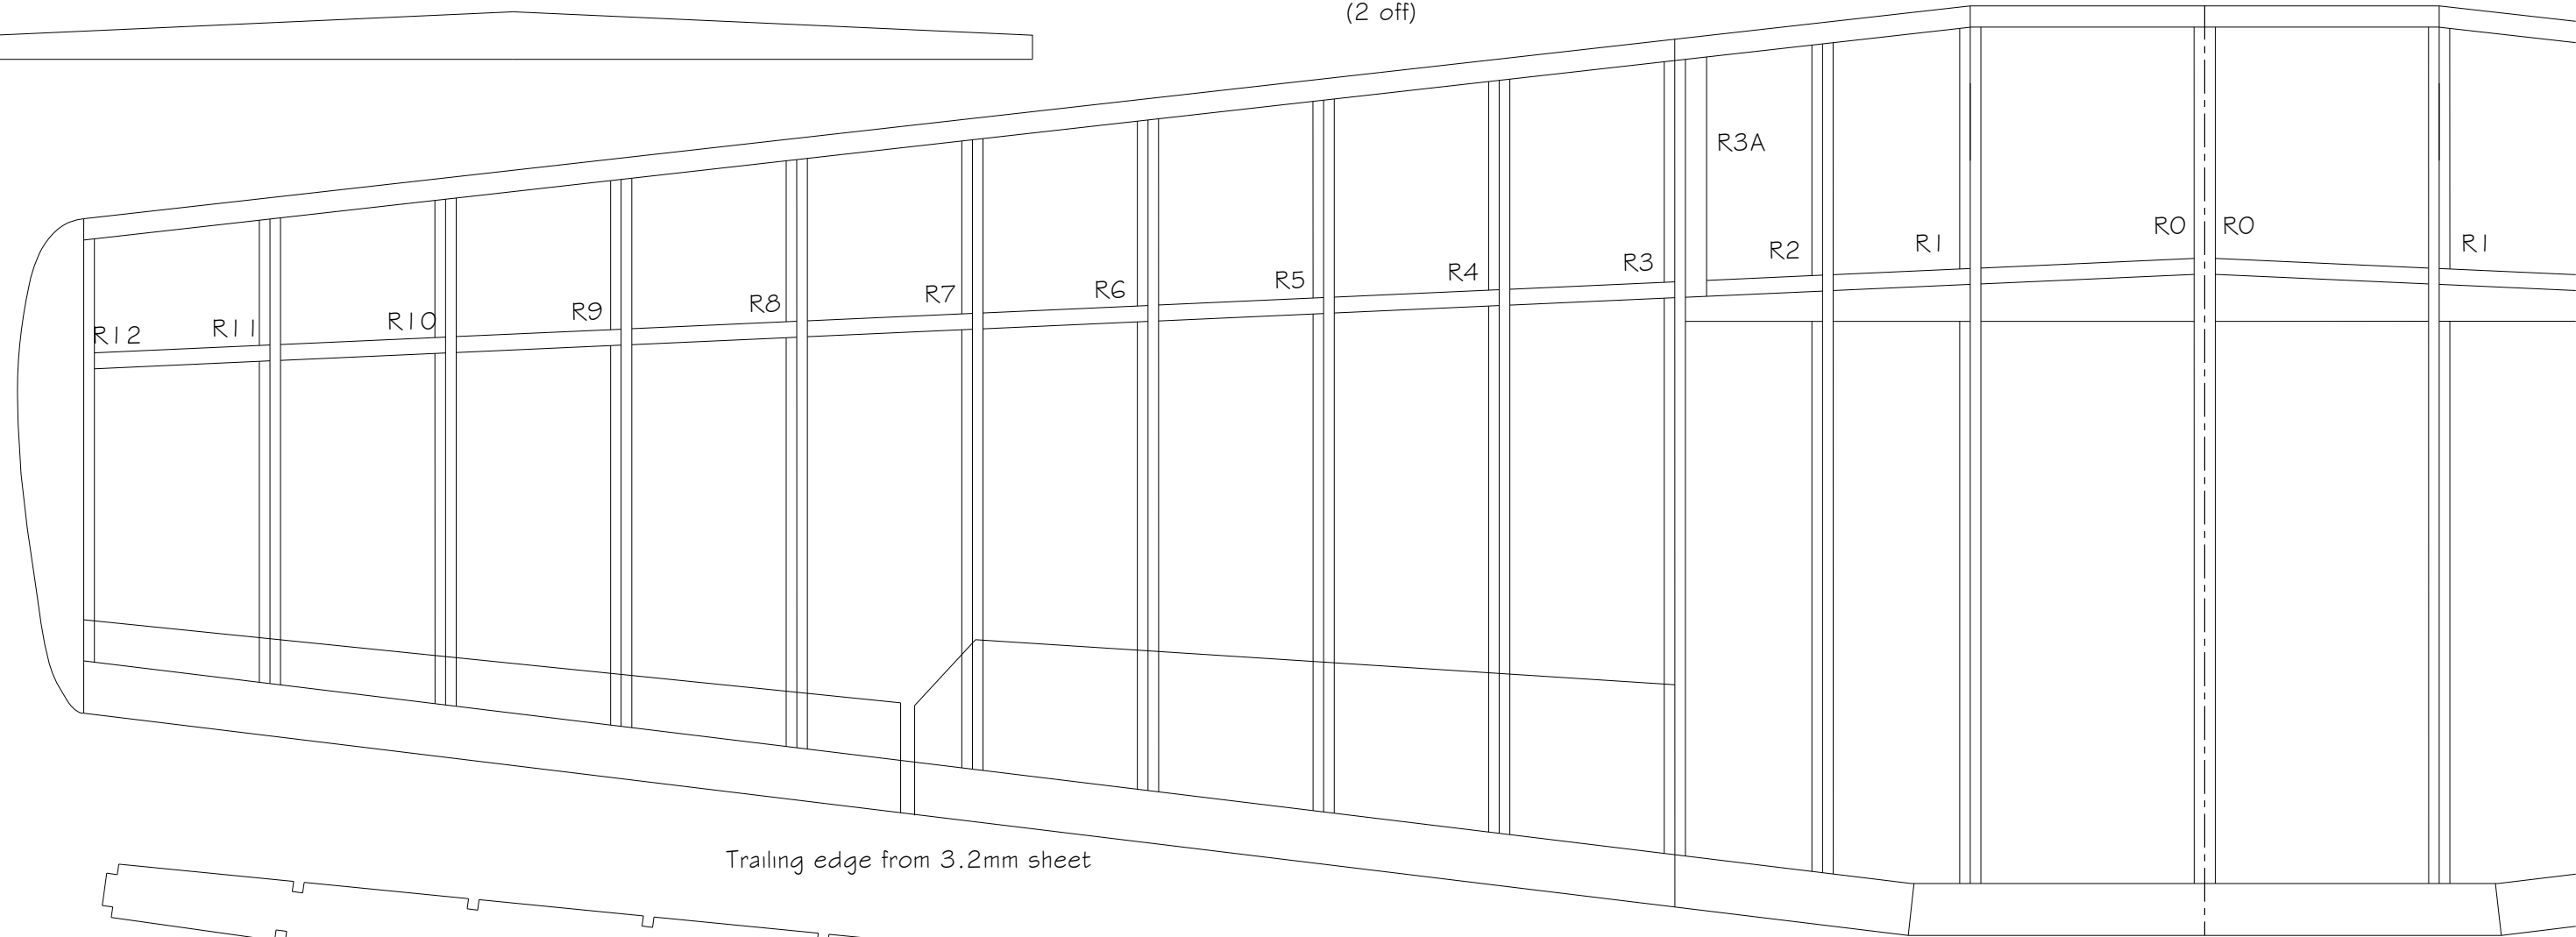 (2 off)
R3A
R0 R0
R1 R1
R2
R3
R4
R5
R6
R7
R8
R9
R10
R11
R12
Trailing edge from 3.2mm sheet